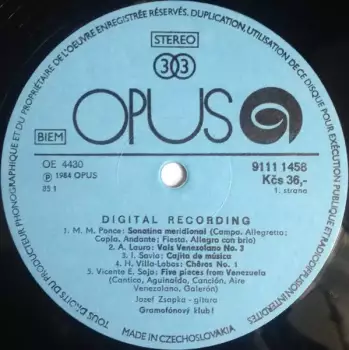 TOUS DROITS DU PRODUCTEUR PHONOGRAPHIQUE ET DU PROPRIÉTAIRE DE L'OEUVRE ENREGISTRÉE RÉSERVÉS. DUPLICATION, UTILISATION DE CE DISQUE POUR EXÉCUTION PUBLIQUE ET RADIODIFFUSION INTERDITES
STEREO
33
OPUS
BIEM
OE 4430
℗ 1984 OPUS
9111 1458
Kčs 36,-
1. strana
DIGITAL RECORDING
1. M. M. Ponce: Sonatina meridional (Campo. Allegretto;
Copla. Andante; Fiesta. Allegro con brio)
2. A. Lauro: Vals Venezolano No. 3
3. I. Savio: Cajita de música
4. H. Villa-Lobos: Chôros No. 1
5. Vicente E. Sojo: Five pieces from Venezuela
(Cantico, Aguinaldo, Canción, Aire
Venezolano, Galerón)
Jozef Zsapka - gitara
Gramofónový klub!
MADE IN CZECHOSLOVAKIA